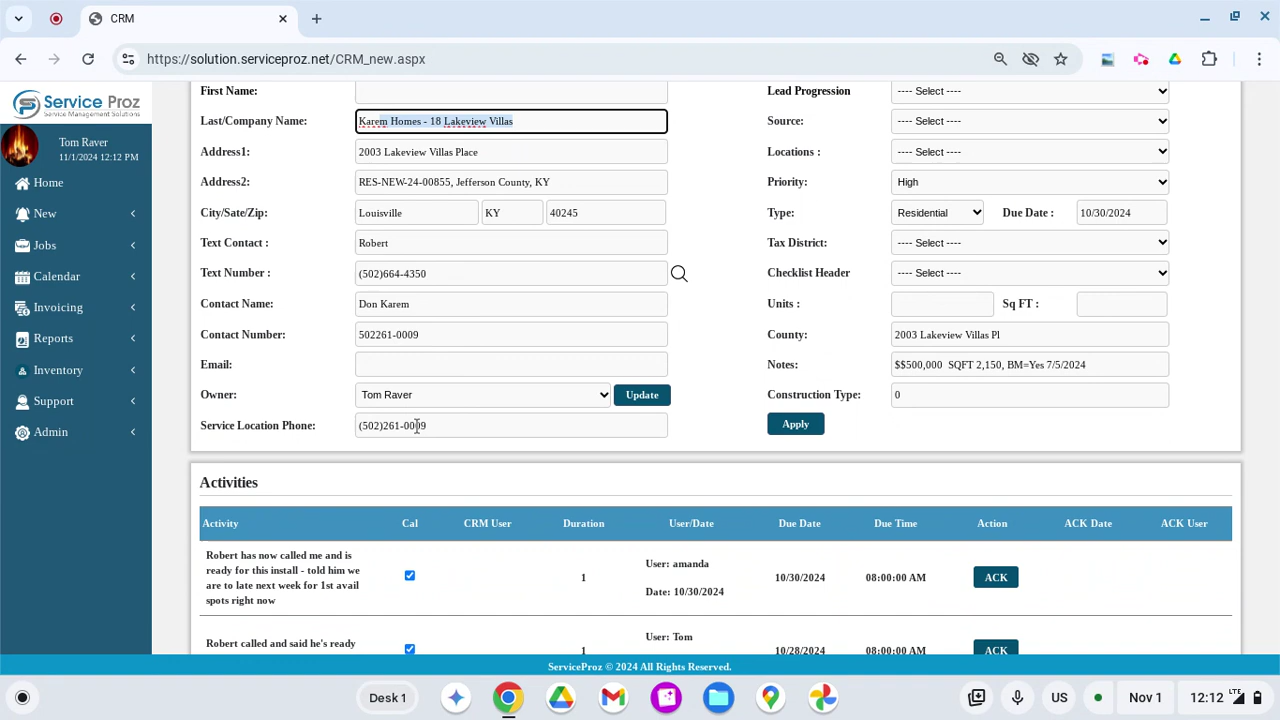 CRM
https://solution.serviceproz.net/CRM_new.aspx
Service Proz
Service Management Solutions
Tom Raver
11/1/2024 12:12 PM
Home
New
Jobs
Calendar
Invoicing
Reports
Inventory
Support
Admin
First Name:
Lead Progression
---- Select ----
Last/Company Name:
Karem Homes - 18 Lakeview Villas
Source:
---- Select ----
Address1:
2003 Lakeview Villas Place
Locations :
---- Select ----
Address2:
RES-NEW-24-00855, Jefferson County, KY
Priority:
High
City/Sate/Zip:
Louisville
KY
40245
Type:
Residential
Due Date :
10/30/2024
Text Contact :
Robert
Tax District:
---- Select ----
Text Number :
(502)664-4350
Checklist Header
---- Select ----
Contact Name:
Don Karem
Units :
Sq FT :
Contact Number:
502261-0009
County:
2003 Lakeview Villas Pl
Email:
Notes:
$$500,000 SQFT 2,150, BM=Yes 7/5/2024
Owner:
Tom Raver
Update
Construction Type:
0
Service Location Phone:
(502)261-0009
Apply
Activities
Activity Cal CRM User Duration User/Date Due Date Due Time Action ACK Date ACK User
Robert has now called me and is
ready for this install - told him we
are to late next week for 1st avail
spots right now
1
User: amanda
Date: 10/30/2024
10/30/2024
08:00:00 AM
ACK
Robert called and said he's ready
1
User: Tom
10/28/2024
08:00:00 AM
ACK
ServiceProz © 2024 All Rights Reserved.
Desk 1
US
Nov 1
12:12
LTE